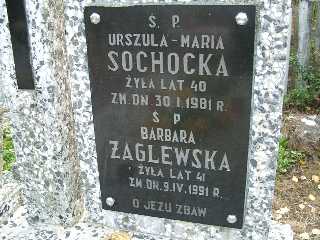 Ś. P.
URSZULA-MARIA
SOCHOCKA
ŻYŁA LAT 40
ZM. DN. 30.I.1981 R.
Ś P
BARBARA
ŻAGLEWSKA
ŻYŁA LAT 41
ZM. DN. 9.IV.1991 R.
O JEZU ZBAW